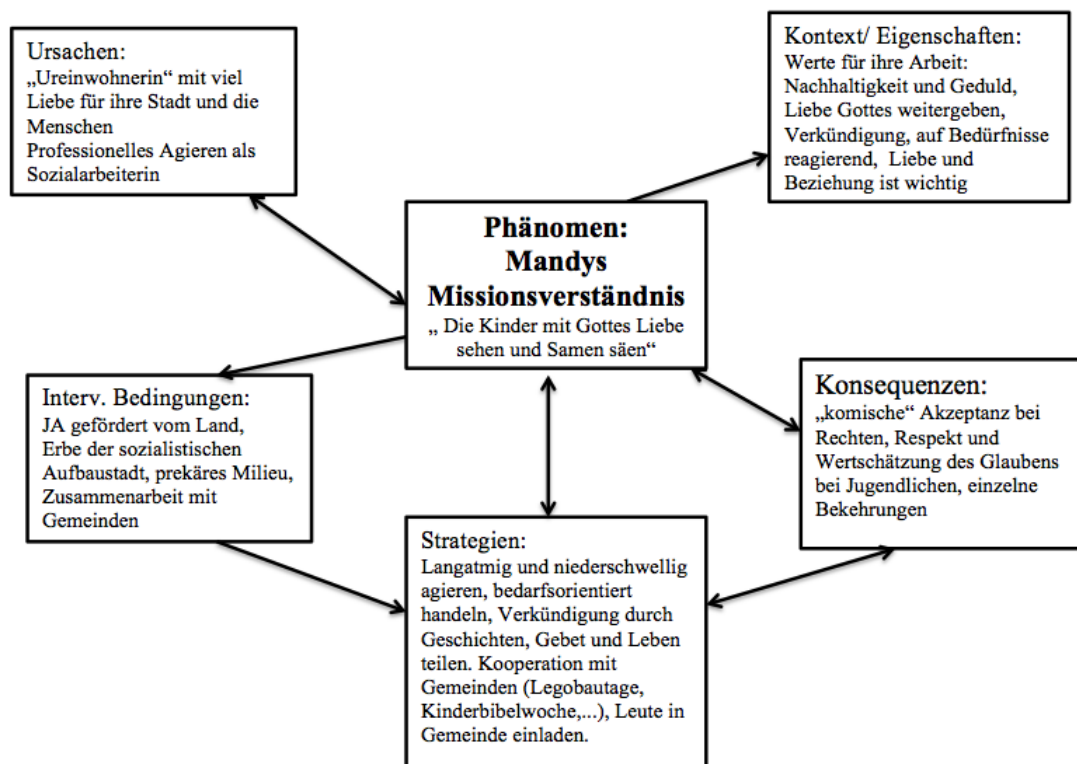 Ursachen:
„Ureinwohnerin“ mit viel
Liebe für ihre Stadt und die
Menschen
Professionelles Agieren als
Sozialarbeiterin
Kontext/ Eigenschaften:
Werte für ihre Arbeit:
Nachhaltigkeit und Geduld,
Liebe Gottes weitergeben,
Verkündigung, auf Bedürfnisse
reagierend, Liebe und
Beziehung ist wichtig
Phänomen:
Mandys
Missionsverständnis
„ Die Kinder mit Gottes Liebe
sehen und Samen säen“
Interv. Bedingungen:
JA gefördert vom Land,
Erbe der sozialistischen
Aufbaustadt, prekäres Milieu,
Zusammenarbeit mit
Gemeinden
Konsequenzen:
„komische“ Akzeptanz bei
Rechten, Respekt und
Wertschätzung des Glaubens
bei Jugendlichen, einzelne
Bekehrungen
Strategien:
Langatmig und niederschwellig
agieren, bedarfsorientiert
handeln, Verkündigung durch
Geschichten, Gebet und Leben
teilen. Kooperation mit
Gemeinden (Legobautage,
Kinderbibelwoche,...), Leute in
Gemeinde einladen.